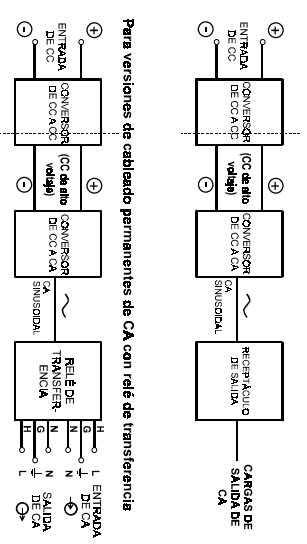 ENTRADA
DE CC
CONVERSOR
DE CC A CC
(CC de alto
voltaje)
CONVERSOR
DE CC A CA
CA
SINUSOIDAL
RECEPTÁCULO
DE SALIDA
CARGAS DE
SALIDA DE
CA
Para versiones de cableado permanentes de CA con relé de transferencia
ENTRADA
DE CC
CONVERSOR
DE CC A CC
(CC de alto
voltaje)
CONVERSOR
DE CC A CA
CA
SINUSOIDAL
RELÉ DE
TRANSFER-
ENCIA
H
G
N
N
G
H
L
N
N
L
ENTRADA
DE CA
SALIDA
DE CA